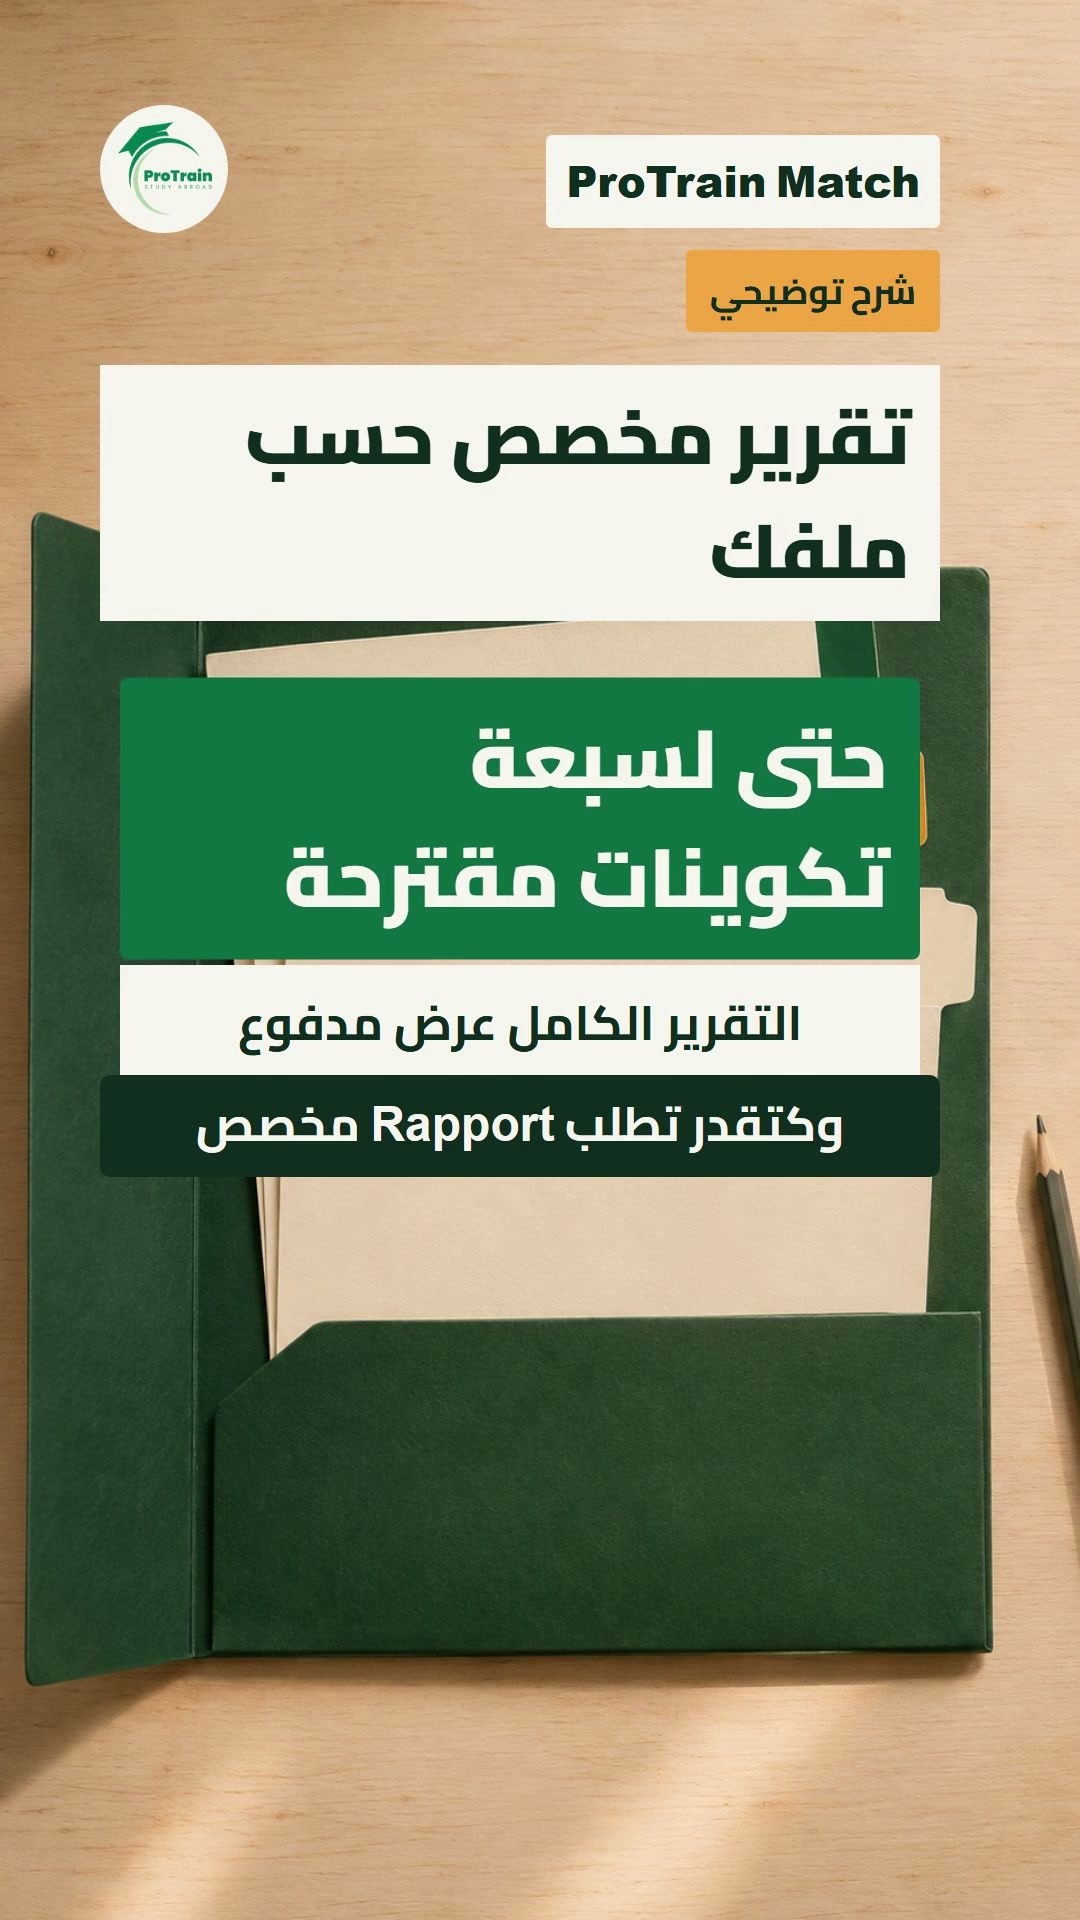 ProTrain
STUDY ABROAD
ProTrain Match
شرح توضيحي
تقرير مخصص حسب
ملفك
حتى لسبعة
تكوينات مقترحة
التقرير الكامل عرض مدفوع
وكتقدر تطلب Rapport مخصص